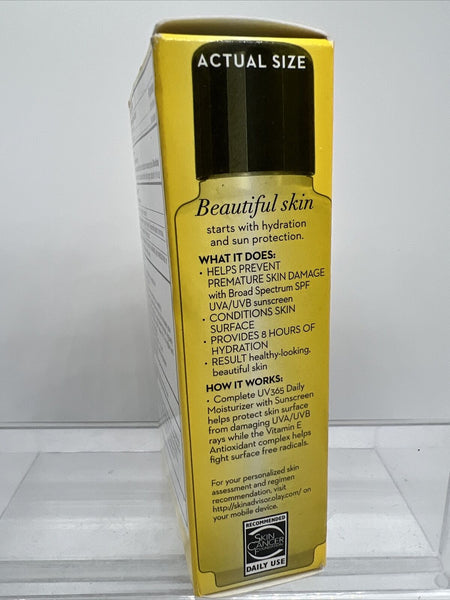 ACTUAL SIZE
Beautiful skin
starts with hydration
and sun protection.
WHAT IT DOES:
• HELPS PREVENT
PREMATURE SKIN DAMAGE
with Broad Spectrum SPF
UVA/UVB sunscreen
• CONDITIONS SKIN
SURFACE
• PROVIDES 8 HOURS OF
HYDRATION
• RESULT healthy-looking,
beautiful skin
HOW IT WORKS:
• Complete UV365 Daily
Moisturizer with Sunscreen
helps protect skin surface
from damaging UVA/UVB
rays while the Vitamin E
Antioxidant complex helps
fight surface free radicals.
For your personalized skin
assessment and regimen
recommendation, visit
http://skinadvisor.olay.com/ on
your mobile device.
RECOMMENDED
SKIN
CANCER
DAILY USE